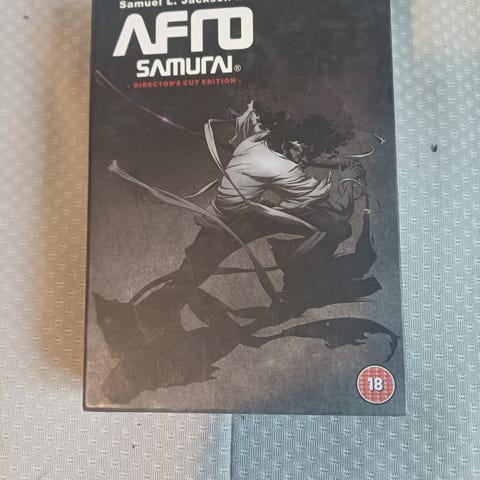 Samuel L. Jackson
AFRO
SAMURAI®
- DIRECTOR'S CUT EDITION -
18